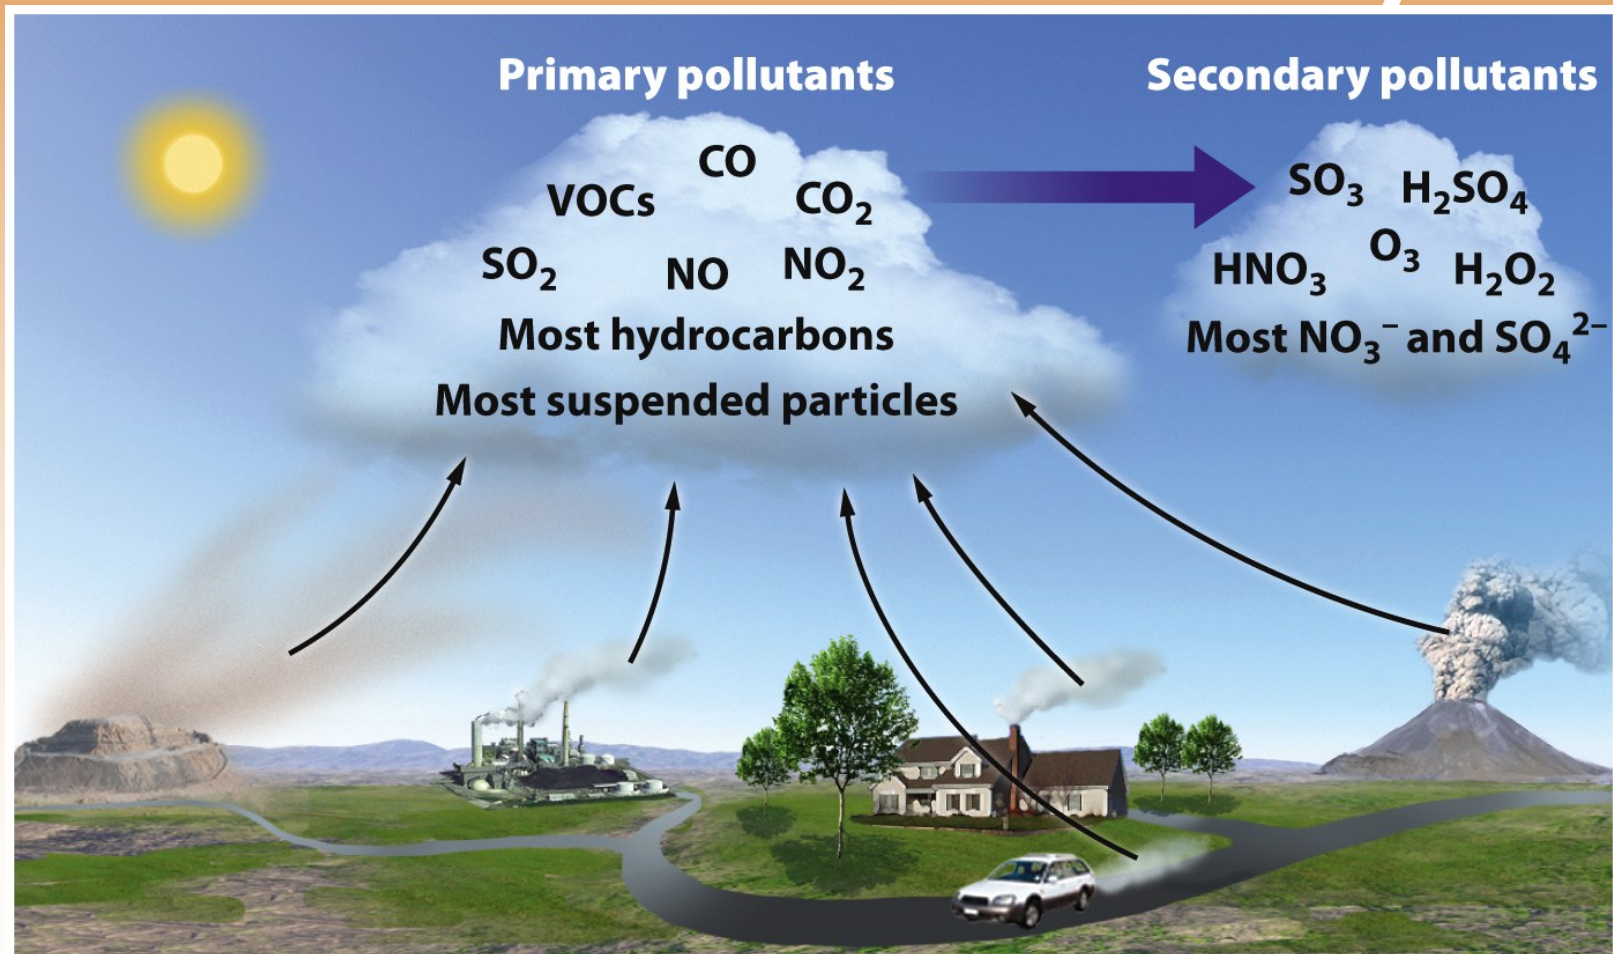 Primary pollutants
Secondary pollutants
CO
VOCs
CO₂
SO₂
NO
NO₂
Most hydrocarbons
Most suspended particles
SO₃
H₂SO₄
HNO₃
O₃
H₂O₂
Most NO₃⁻ and SO₄²⁻